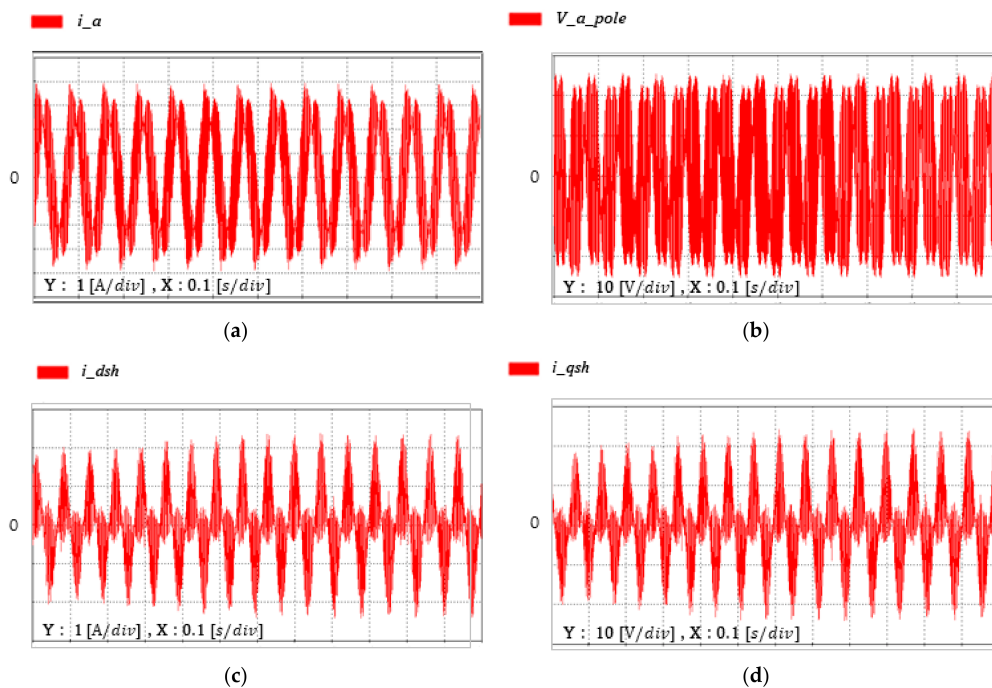 i_a
V_a_pole
0
0
Y : 1 [A/div] , X : 0.1 [s/div]
Y : 10 [V/div] , X : 0.1 [s/div]
(a)
(b)
i_dsh
i_qsh
0
0
Y : 1 [A/div] , X : 0.1 [s/div]
Y : 10 [V/div] , X : 0.1 [s/div]
(c)
(d)